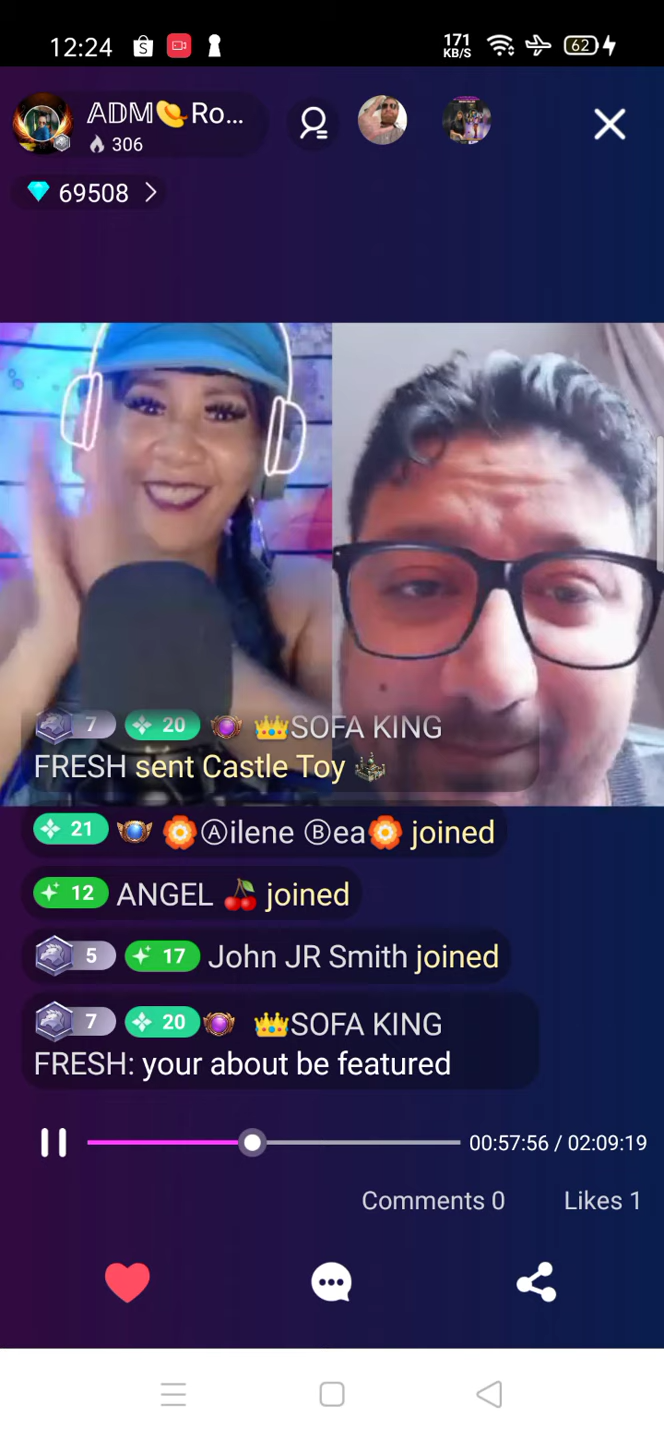 12:24
171
KB/S
62
𝔸𝔻𝕄👒Ro...
306
69508
7 20 👑SOFA KING
FRESH sent Castle Toy
21 🏵️Ⓐilene Ⓑea🏵️ joined
12 ANGEL 🍒 joined
5 17 John JR Smith joined
7 20 👑SOFA KING
FRESH: your about be featured
00:57:56 / 02:09:19
Comments 0 Likes 1